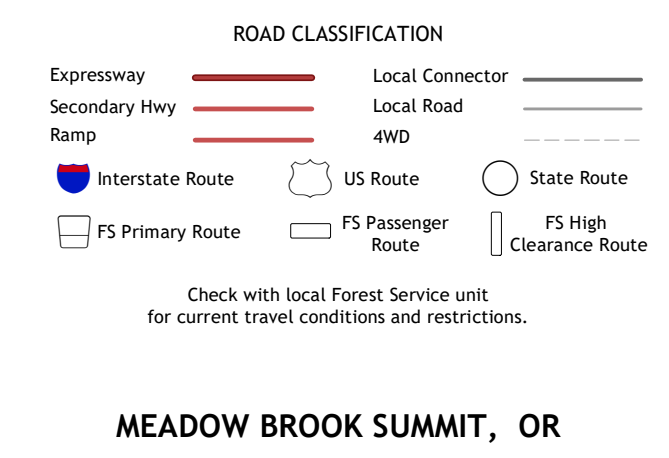 ROAD CLASSIFICATION
Expressway
Local Connector
Secondary Hwy
Local Road
Ramp
4WD
Interstate Route
US Route
State Route
FS Primary Route
FS Passenger
Route
FS High
Clearance Route
Check with local Forest Service unit
for current travel conditions and restrictions.
MEADOW BROOK SUMMIT, OR